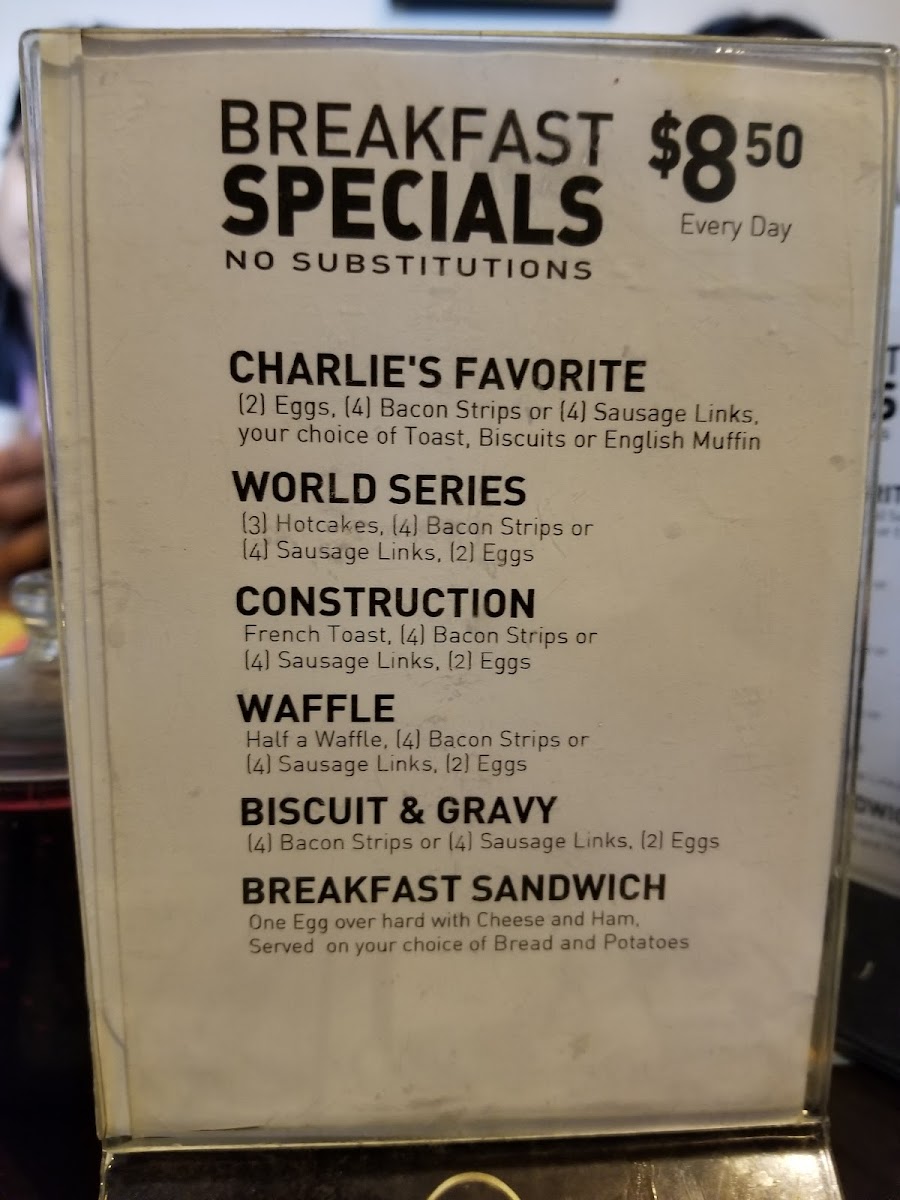 BREAKFAST $8.50
SPECIALS
Every Day
NO SUBSTITUTIONS
CHARLIE'S FAVORITE
(2) Eggs, (4) Bacon Strips or (4) Sausage Links,
your choice of Toast, Biscuits or English Muffin
WORLD SERIES
(3) Hotcakes, (4) Bacon Strips or
(4) Sausage Links, (2) Eggs
CONSTRUCTION
French Toast, (4) Bacon Strips or
(4) Sausage Links, (2) Eggs
WAFFLE
Half a Waffle, (4) Bacon Strips or
(4) Sausage Links, (2) Eggs
BISCUIT & GRAVY
(4) Bacon Strips or (4) Sausage Links, (2) Eggs
BREAKFAST SANDWICH
One Egg over hard with Cheese and Ham,
Served on your choice of Bread and Potatoes